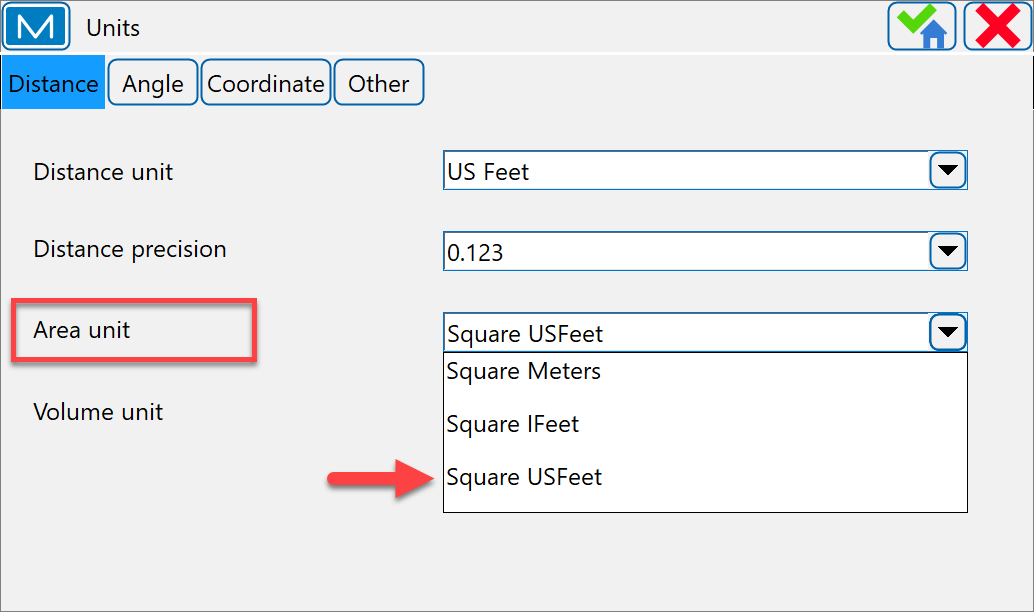 M Units
Distance Angle Coordinate Other
Distance unit US Feet
Distance precision 0.123
Area unit Square USFeet
Square Meters
Volume unit
Square IFeet
Square USFeet